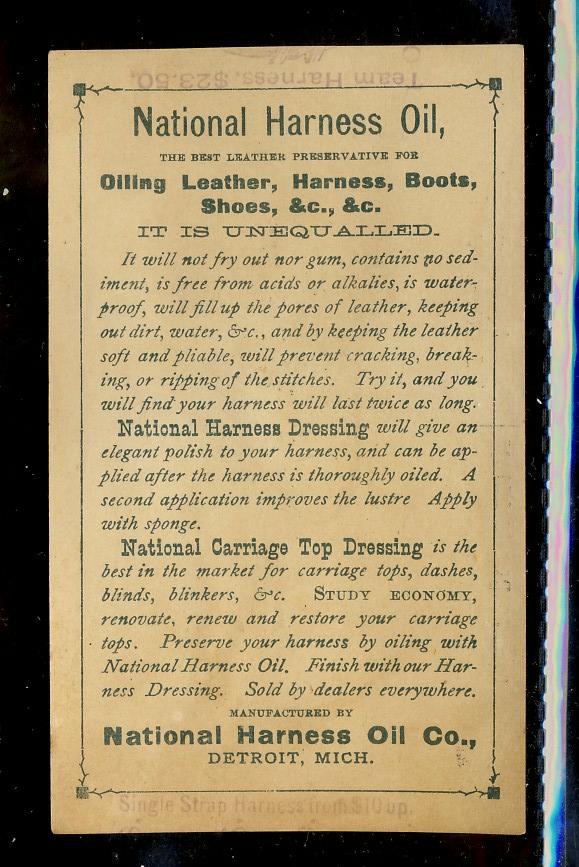 Team Harness, $23.50.
National Harness Oil,
THE BEST LEATHER PRESERVATIVE FOR
Oiling Leather, Harness, Boots,
Shoes, &c., &c.
IT IS UNEQUALLED.
It will not fry out nor gum, contains no sed-
iment, is free from acids or alkalies, is water-
proof, will fill up the pores of leather, keeping
out dirt, water, &c., and by keeping the leather
soft and pliable, will prevent cracking, break-
ing, or ripping of the stitches. Try it, and you
will find your harness will last twice as long.
National Harness Dressing will give an
elegant polish to your harness, and can be ap-
plied after the harness is thoroughly oiled. A
second application improves the lustre Apply
with sponge.
National Carriage Top Dressing is the
best in the market for carriage tops, dashes,
blinds, blinkers, &c. STUDY ECONOMY,
renovate, renew and restore your carriage
tops. Preserve your harness by oiling with
National Harness Oil. Finish with our Har-
ness Dressing. Sold by dealers everywhere.
MANUFACTURED BY
National Harness Oil Co.,
DETROIT, MICH.
Single Strap Harness from $10 up.